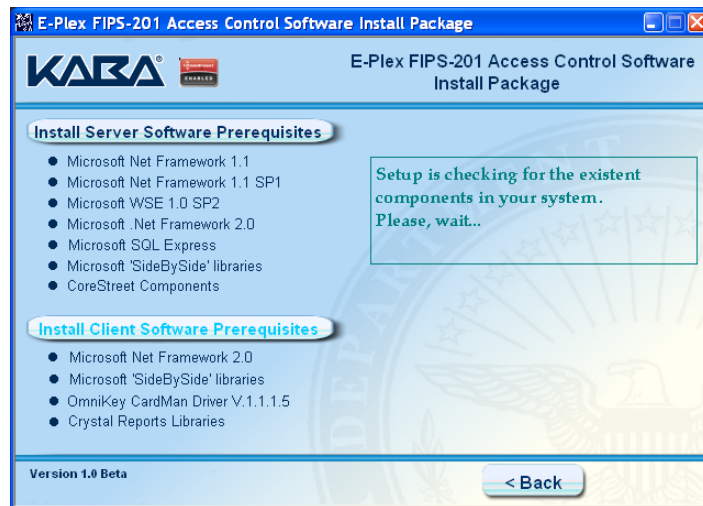 E-Plex FIPS-201 Access Control Software Install Package
KABA®
ENABLED
E-Plex FIPS-201 Access Control Software
Install Package
Install Server Software Prerequisites
Microsoft Net Framework 1.1
Microsoft Net Framework 1.1 SP1
Microsoft WSE 1.0 SP2
Microsoft .Net Framework 2.0
Microsoft SQL Express
Microsoft 'SideBySide' libraries
CoreStreet Components
Setup is checking for the existent
components in your system.
Please, wait...
Install Client Software Prerequisites
Microsoft Net Framework 2.0
Microsoft 'SideBySide' libraries
OmniKey CardMan Driver V.1.1.1.5
Crystal Reports Libraries
DEPARTMENT
Version 1.0 Beta
< Back